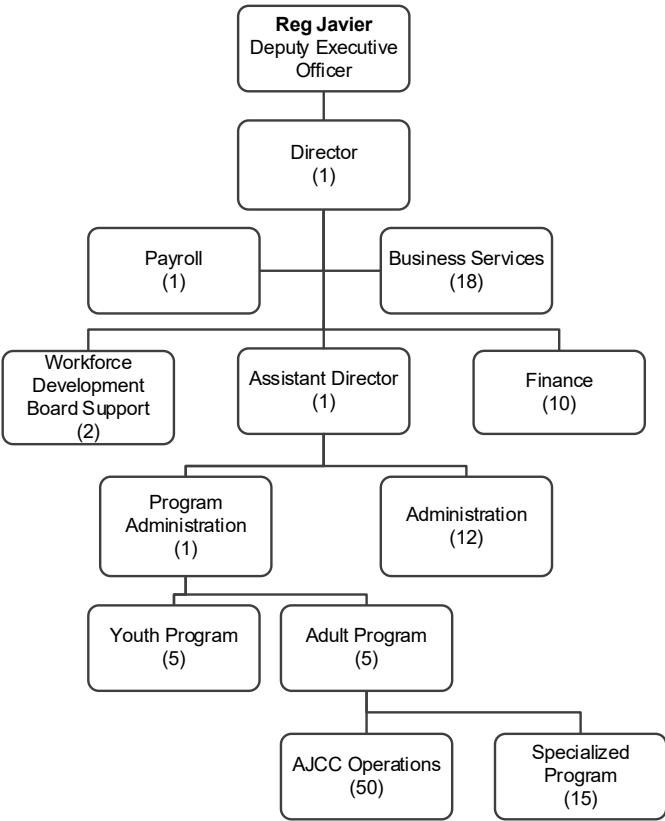 Reg Javier
Deputy Executive
Officer
Director
(1)
Payroll
(1)
Business Services
(18)
Workforce
Development
Board Support
(2)
Assistant Director
(1)
Finance
(10)
Program
Administration
(1)
Administration
(12)
Youth Program
(5)
Adult Program
(5)
AJCC Operations
(50)
Specialized
Program
(15)